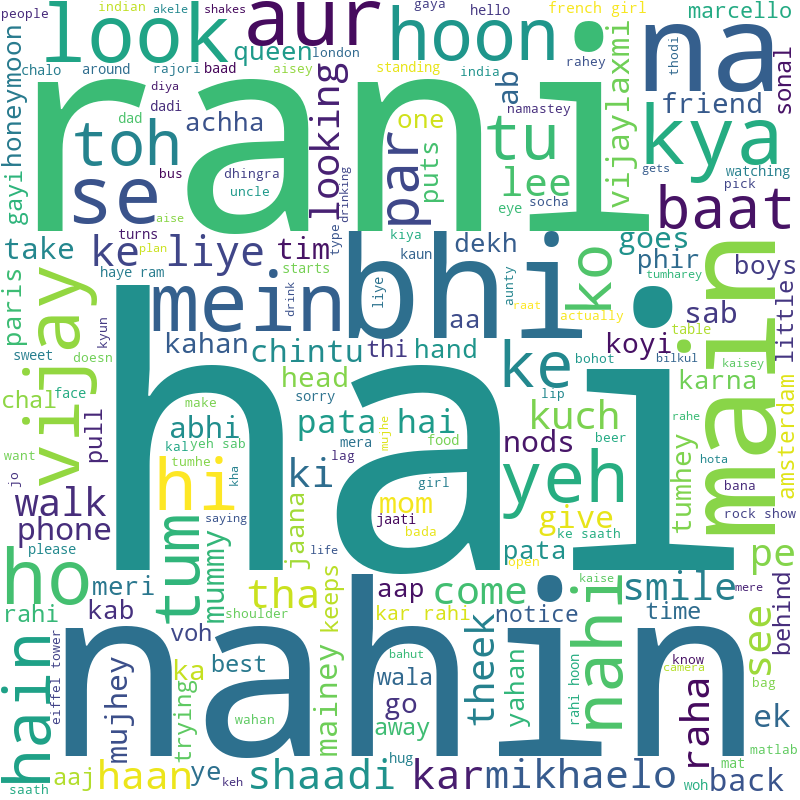 people indian akele shakes look aur gaya hello french girl marcello
queen london hoon na
chalo around rajori baad aisey standing india rahey thodi sonal
honeymoon diya dadi dad achha looking one ab namastey friend
rani
gayi toh bus dhingra uncle drinking par puts tu lee vijaylaxmi kya gets watching pick
se aise eye socha baat
take turns plan ke liye tim type kiya kaun dekh goes phir boys
haye ram starts aunty ko tumharey
paris vijay mein drink liye bhi aa raat actually sab little
sweet kyun kahan chintu thi hand koyi table bilkul
doesn hai ke bohot main kaisey
chal face make head sorry lip karna
pull abhi pata hai kuch rahe amsterdam
want kal yeh sab mera mujhe food nods beer tumhey hota
jo tumhe lag ki girl yeh bana
walk hi kha mom give rock show
phone saying jaati
please tum bada pata ke saath pe
ho life jaana open
meri mummy tha aap come kaise nahi smile mere behind
rahi kab shoulder keeps kar rahi notice time see
voh bahut theek yahan know
hain eiffel tower ka best mainey wala rahi hoon camera
nahin
mujhey trying wahan go raha bag ek
away woh matlab
saath aaj haan ye keh shaadi hug kar mikhaelo mat back